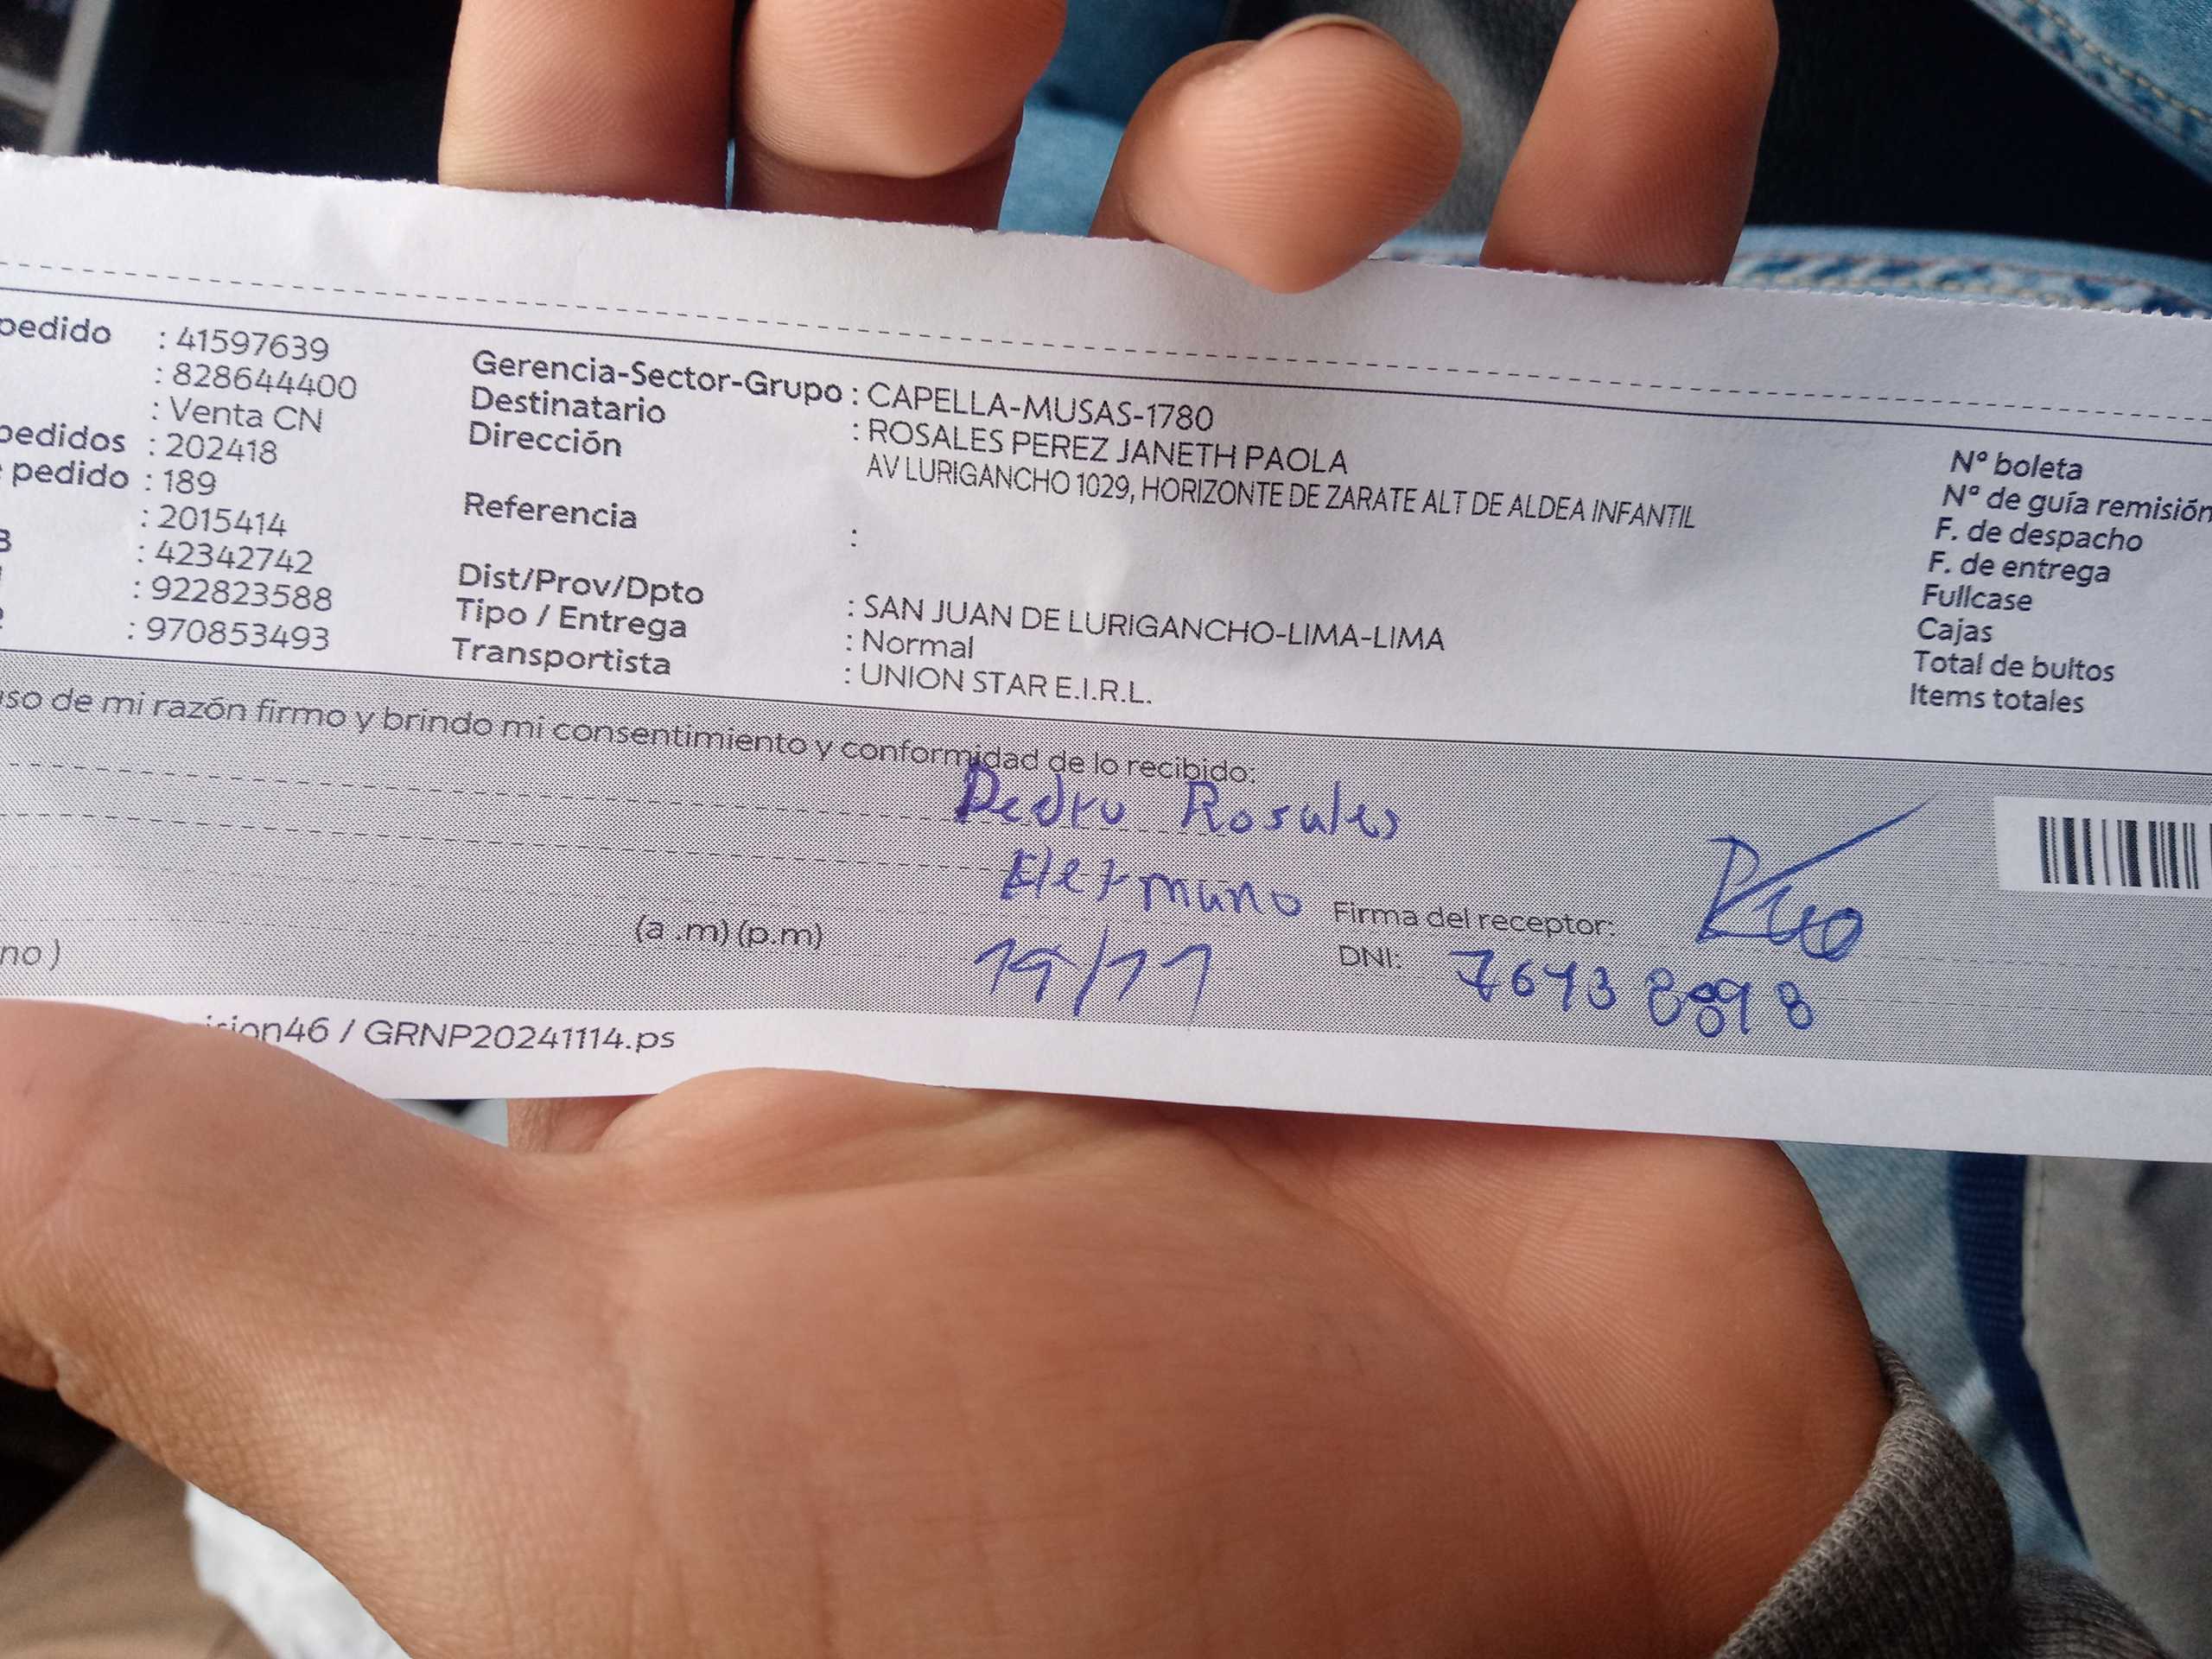 pedido : 41597639
: 828644400
: Venta CN
pedidos : 202418
pedido : 189
: 2015414
: 42342742
: 922823588
: 970853493
Gerencia-Sector-Grupo : CAPELLA-MUSAS-1780
Destinatario : ROSALES PEREZ JANETH PAOLA
Dirección AV LURIGANCHO 1029, HORIZONTE DE ZARATE ALT DE ALDEA INFANTIL
Referencia :
Dist/Prov/Dpto : SAN JUAN DE LURIGANCHO-LIMA-LIMA
Tipo / Entrega : Normal
Transportista : UNION STAR E.I.R.L.
N° boleta
N° de guía remisión
F. de despacho
F. de entrega
Fullcase
Cajas
Total de bultos
Items totales
uso de mi razón firmo y brindo mi consentimiento y conformidad de lo recibido:
Pedro Rosales
Hermano
Firma del receptor:
(a .m) (p.m)
19/11
DNI:
no )
ision46 / GRNP20241114.ps